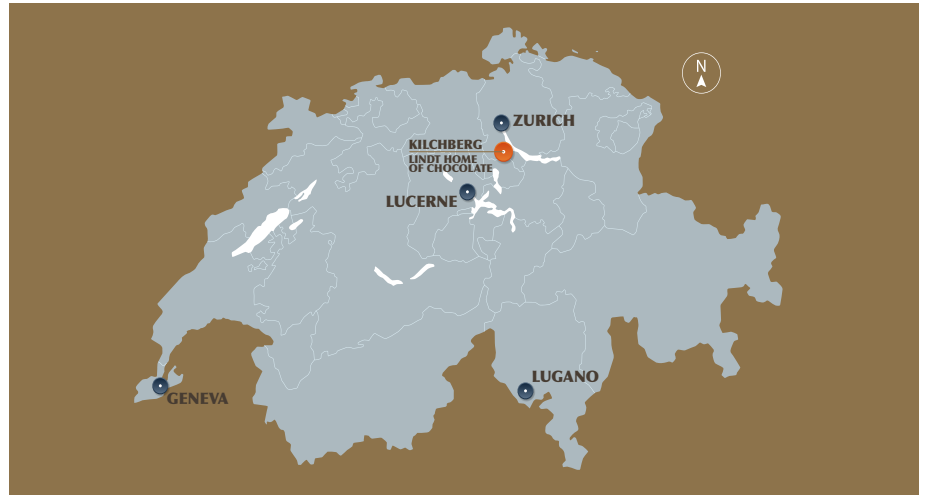 N
ZURICH
KILCHBERG
LINDT HOME
OF CHOCOLATE
LUCERNE
LUGANO
GENEVA